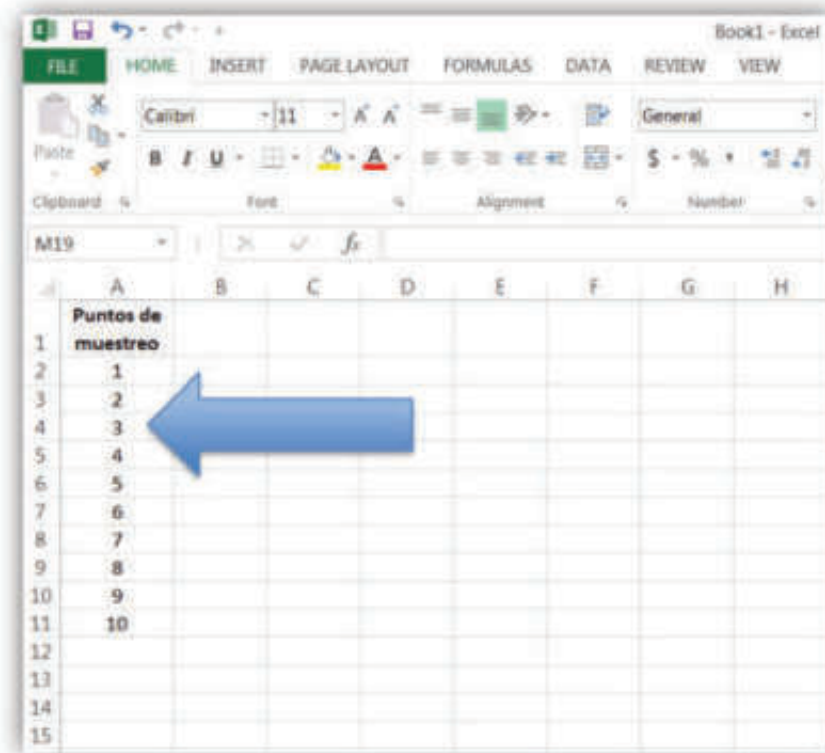 Book1 - Excel
FILE HOME INSERT PAGE LAYOUT FORMULAS DATA REVIEW VIEW
Calibri 11 A A General
Paste B I U A $ % ,
Clipboard Font Alignment Number
M19 fx
A B C D E F G H
Puntos de
1 muestreo
2 1
3 2
4 3
5 4
6 5
7 6
8 7
9 8
10 9
11 10
12
13
14
15